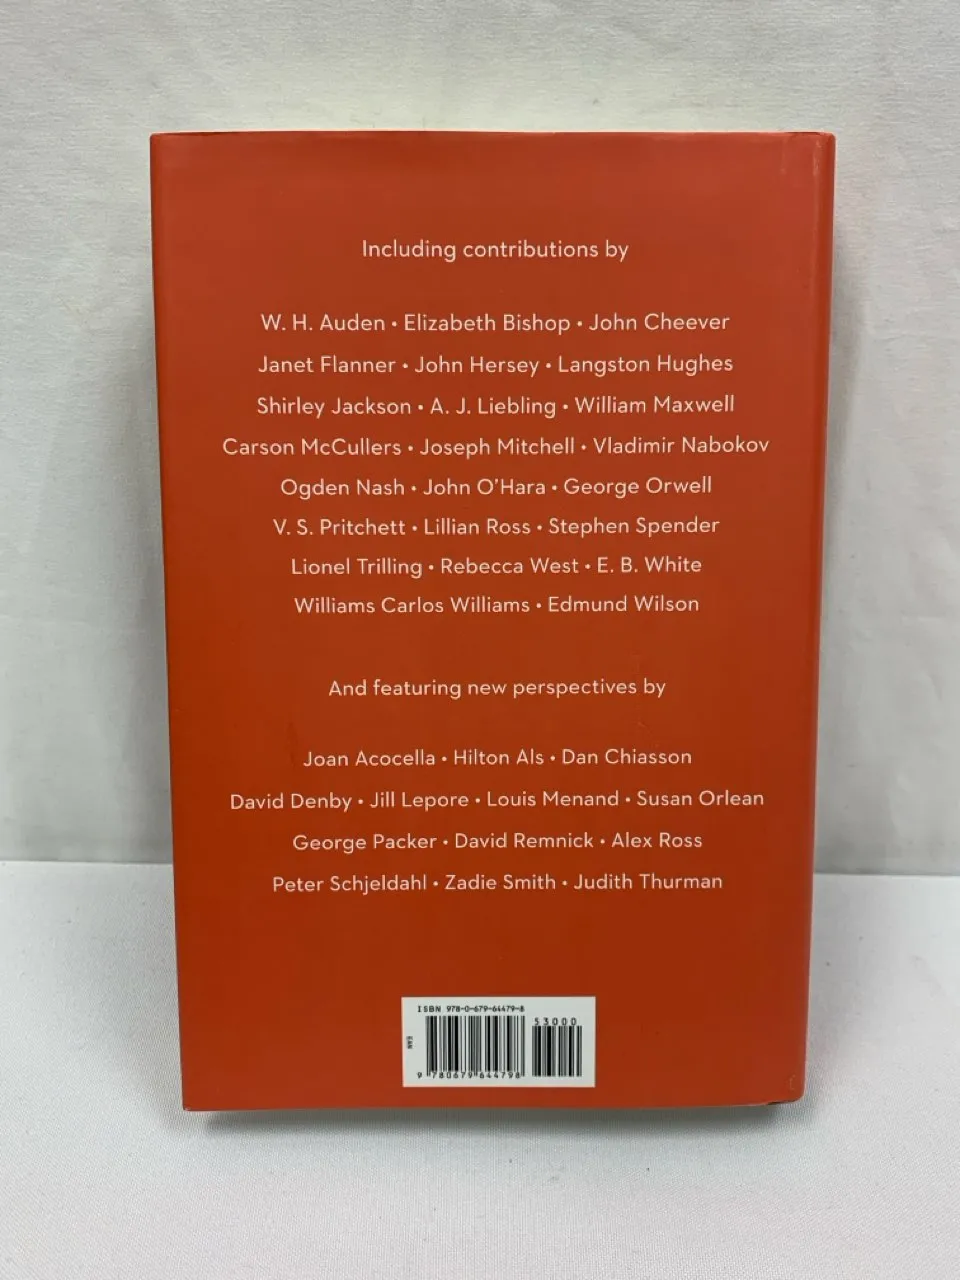 Including contributions by
W. H. Auden • Elizabeth Bishop • John Cheever
Janet Flanner • John Hersey • Langston Hughes
Shirley Jackson • A. J. Liebling • William Maxwell
Carson McCullers • Joseph Mitchell • Vladimir Nabokov
Ogden Nash • John O'Hara • George Orwell
V. S. Pritchett • Lillian Ross • Stephen Spender
Lionel Trilling • Rebecca West • E. B. White
Williams Carlos Williams • Edmund Wilson
And featuring new perspectives by
Joan Acocella • Hilton Als • Dan Chiasson
David Denby • Jill Lepore • Louis Menand • Susan Orlean
George Packer • David Remnick • Alex Ross
Peter Schjeldahl • Zadie Smith • Judith Thurman
ISBN 978-0-679-64479-8
53000
EAN
9 780679 644798